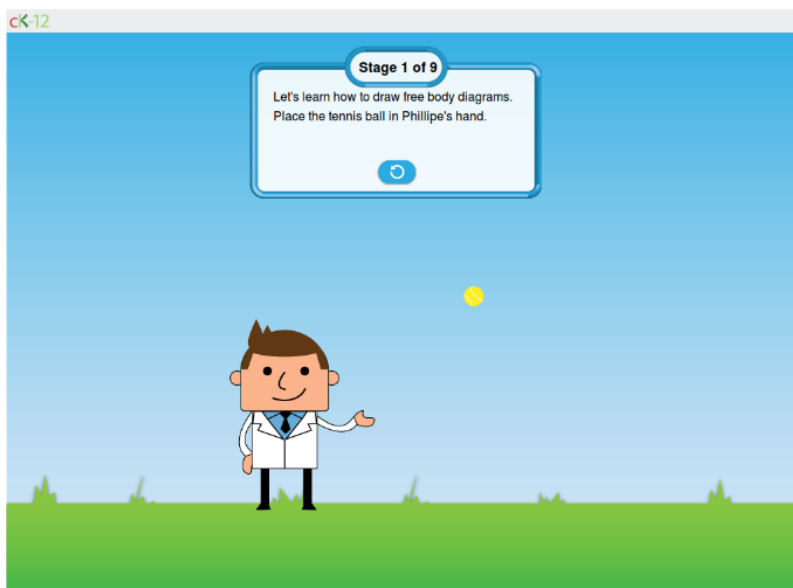 cK-12
Stage 1 of 9
Let's learn how to draw free body diagrams.
Place the tennis ball in Phillipe's hand.